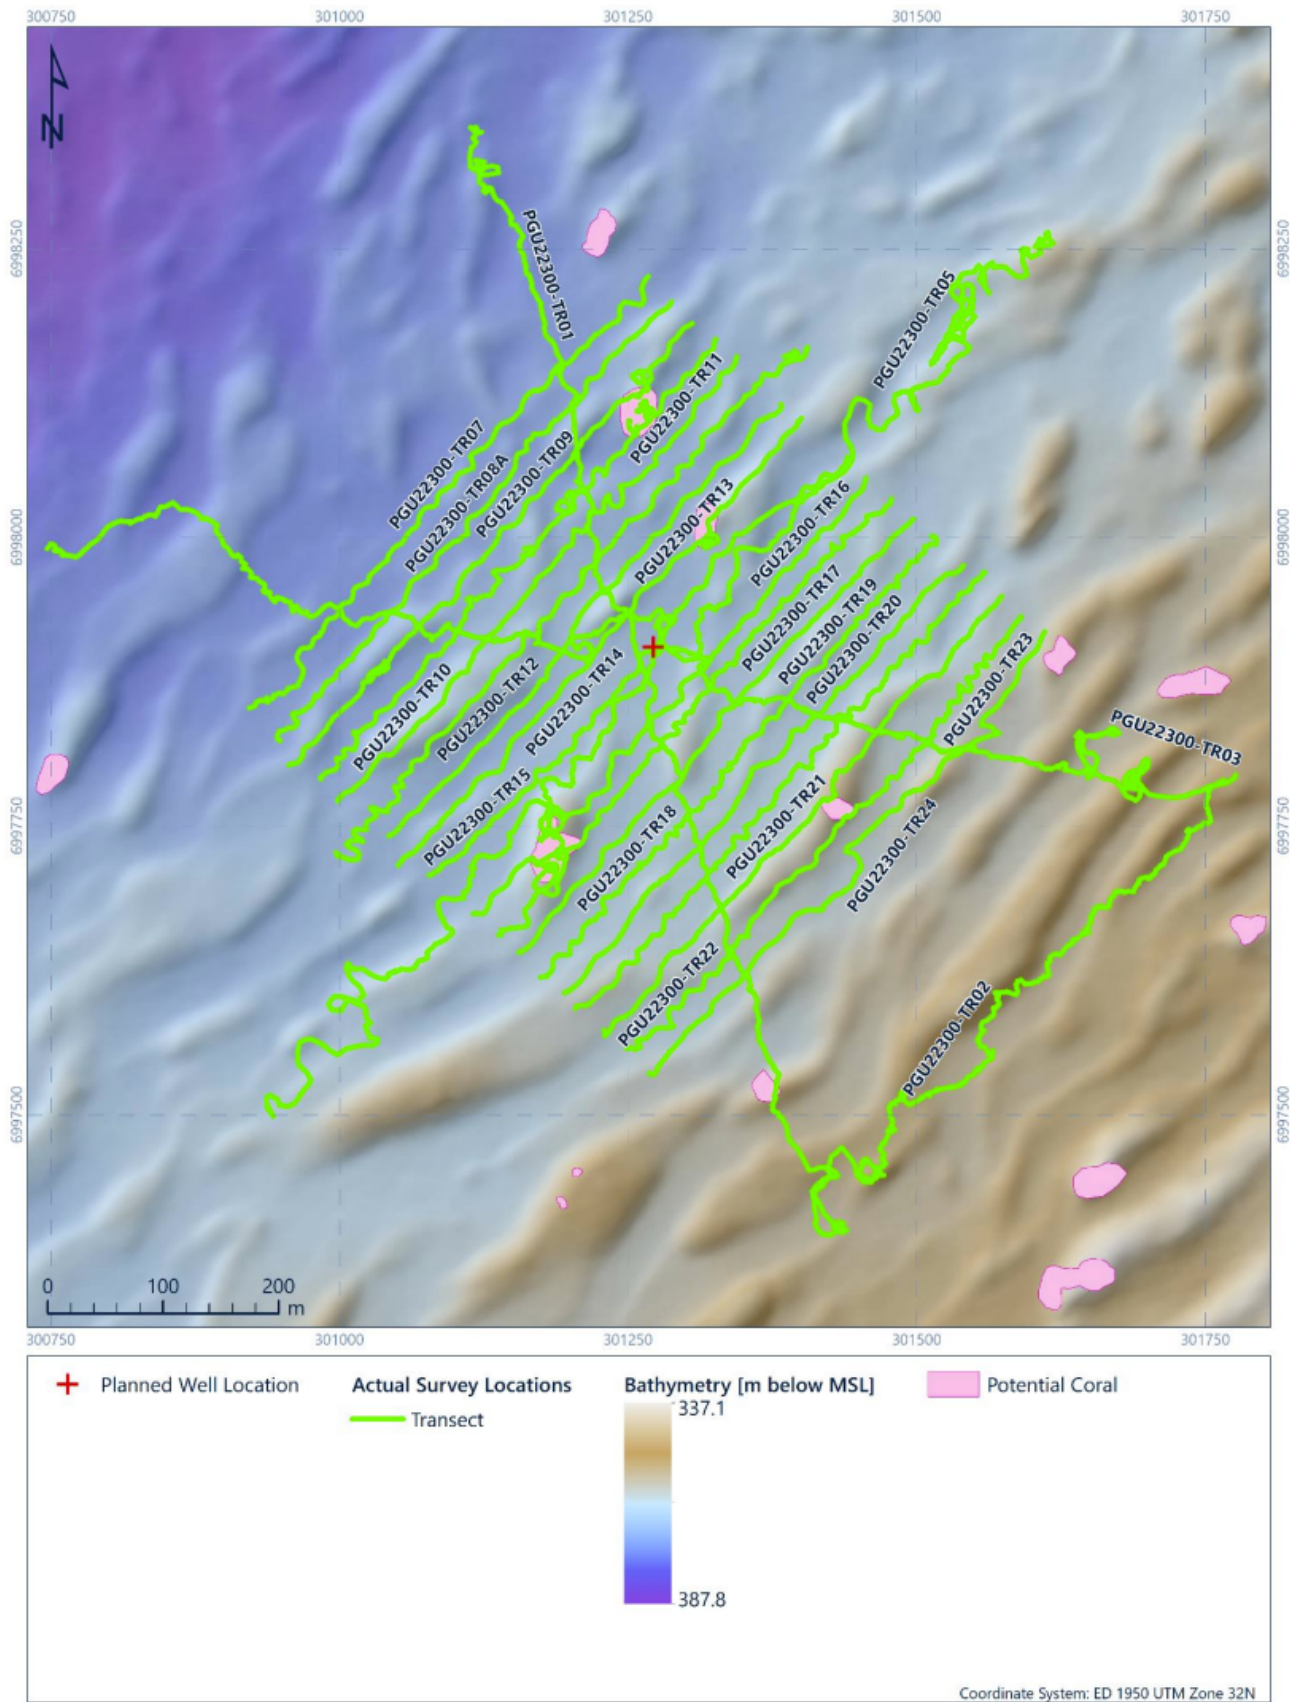 300750 301000 301250 301500 301750
N
6998250 6998250
PGU22300-TR01
PGU22300-TR05
PGU22300-TR11
PGU22300-TR07
PGU22300-TR08A
PGU22300-TR09
PGU22300-TR13
PGU22300-TR16
6998000 6998000
PGU22300-TR17
PGU22300-TR19
PGU22300-TR20
PGU22300-TR23
PGU22300-TR10
PGU22300-TR12
PGU22300-TR14
PGU22300-TR03
PGU22300-TR15
6997750 6997750
PGU22300-TR18
PGU22300-TR21
PGU22300-TR24
PGU22300-TR22
PGU22300-TR02
6997500 6997500
0 100 200
m
300750 301000 301250 301500 301750
Planned Well Location
Actual Survey Locations
Transect
Bathymetry [m below MSL]
337.1
387.8
Potential Coral
Coordinate System: ED 1950 UTM Zone 32N